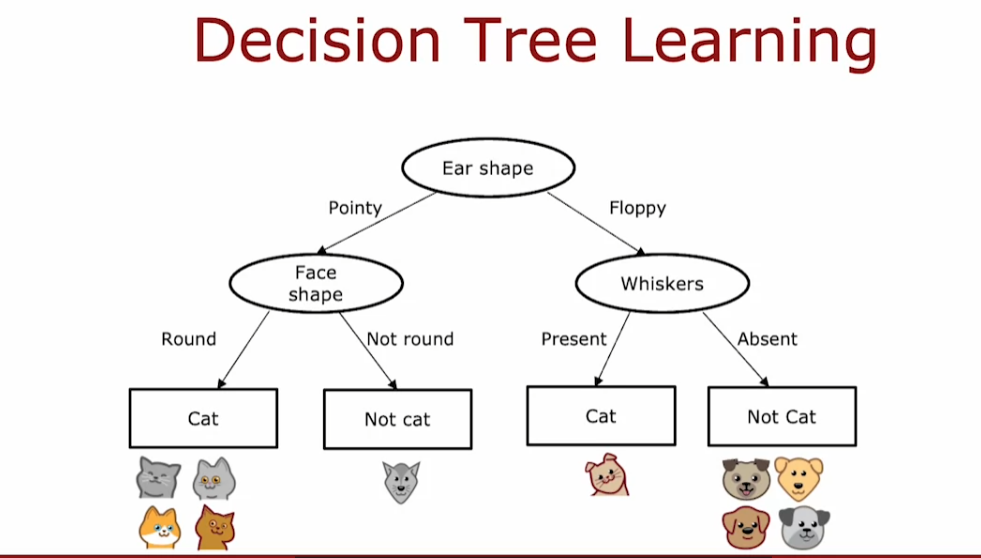 Decision Tree Learning
Ear shape
Pointy
Floppy
Face
shape
Whiskers
Round
Not round
Present
Absent
Cat
Not cat
Cat
Not Cat